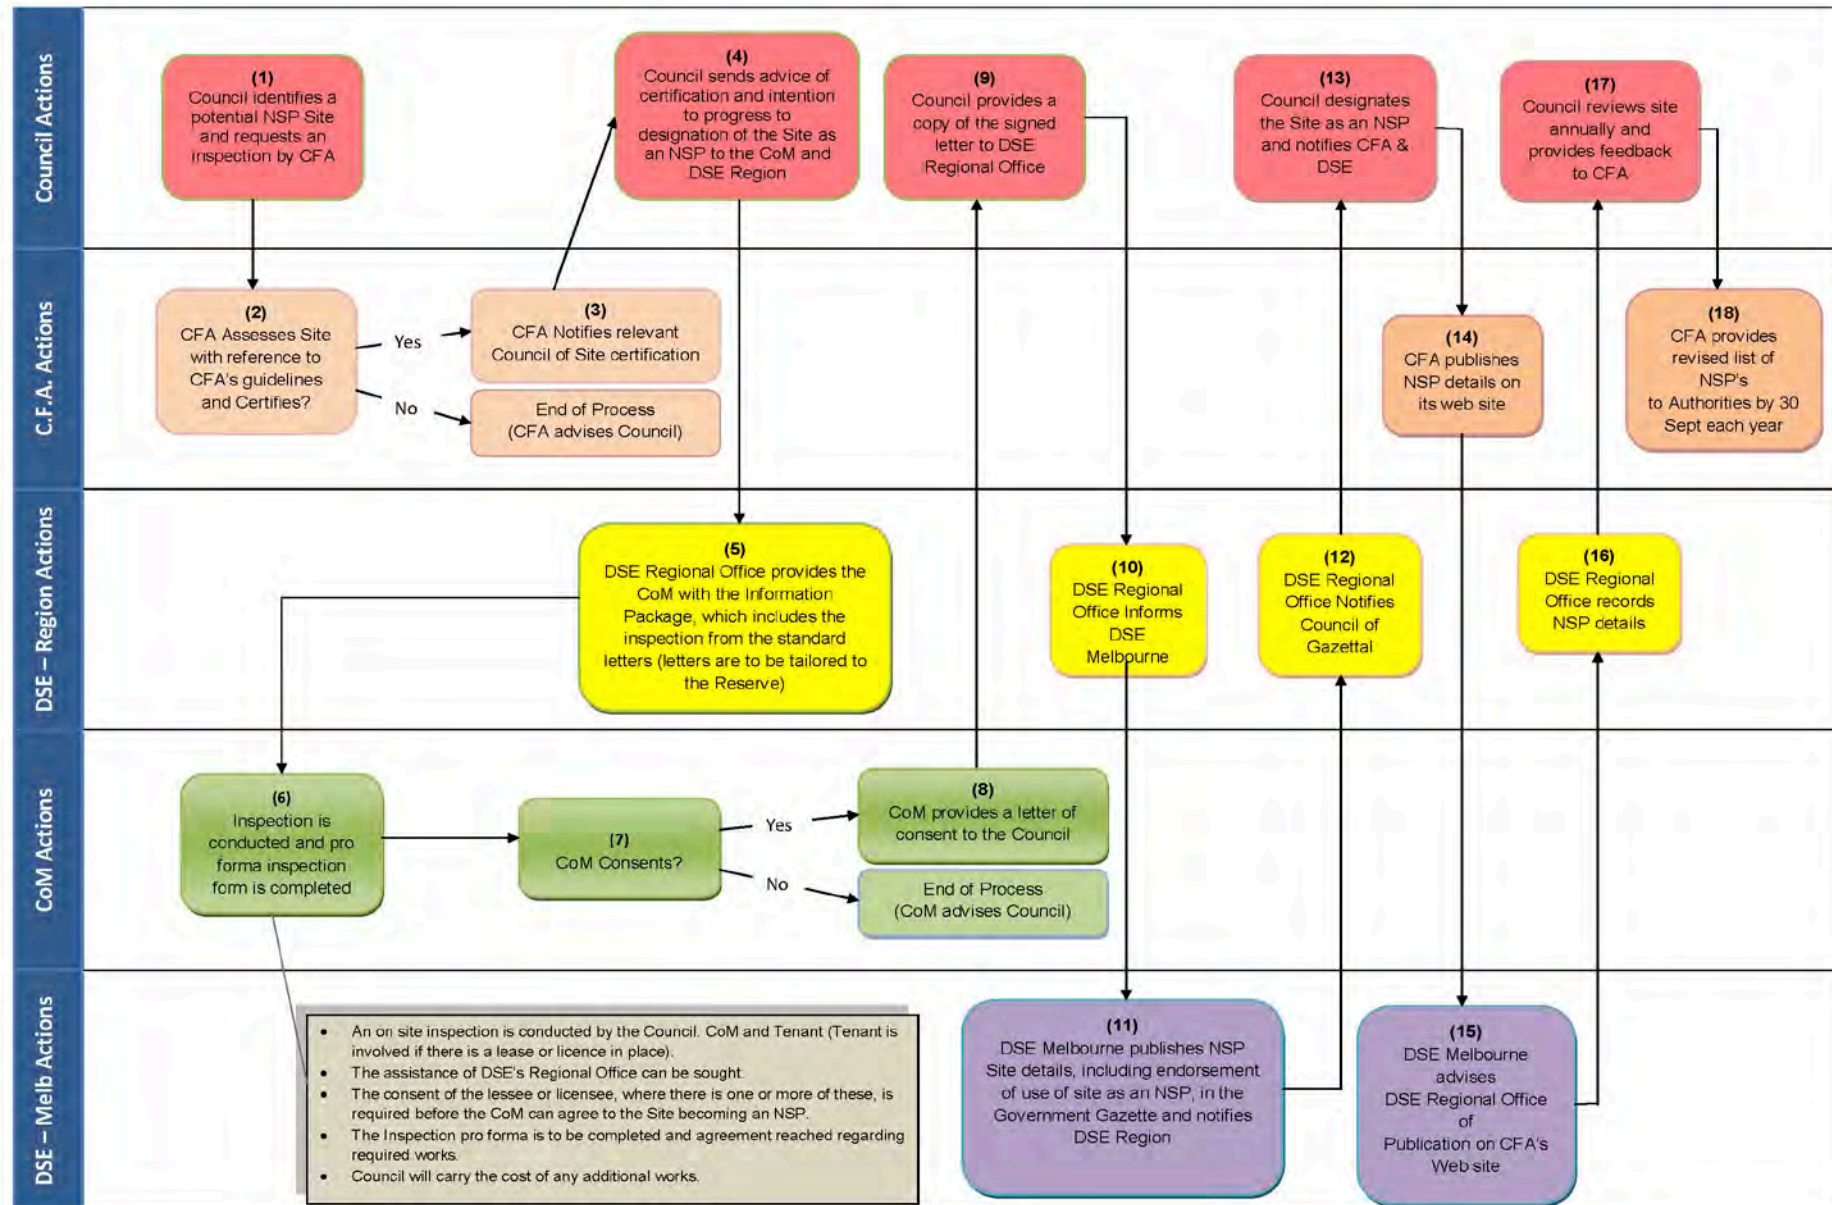 Council Actions
(1)
Council identifies a
potential NSP Site
and requests an
inspection by CFA
(4)
Council sends advice of
certification and intention
to progress to
designation of the Site as
an NSP to the CoM and
DSE Region
(9)
Council provides a
copy of the signed
letter to DSE
Regional Office
(13)
Council designates
the Site as an NSP
and notifies CFA &
DSE
(17)
Council reviews site
annually and
provides feedback
to CFA
C.F.A. Actions
(2)
CFA Assesses Site
with reference to
CFA's guidelines
and Certifies?
Yes
No
(3)
CFA Notifies relevant
Council of Site certification
End of Process
(CFA advises Council)
(14)
CFA publishes
NSP details on
its web site
(18)
CFA provides
revised list of
NSP's
to Authorities by 30
Sept each year
DSE – Region Actions
(5)
DSE Regional Office provides the
CoM with the Information
Package, which includes the
inspection from the standard
letters (letters are to be tailored to
the Reserve)
(10)
DSE Regional
Office Informs
DSE
Melbourne
(12)
DSE Regional
Office Notifies
Council of
Gazettal
(16)
DSE Regional
Office records
NSP details
CoM Actions
(6)
Inspection is
conducted and pro
forma inspection
form is completed
(7)
CoM Consents?
Yes
No
(8)
CoM provides a letter of
consent to the Council
End of Process
(CoM advises Council)
DSE – Melb Actions
• An on site inspection is conducted by the Council. CoM and Tenant (Tenant is
involved if there is a lease or licence in place).
• The assistance of DSE's Regional Office can be sought.
• The consent of the lessee or licensee, where there is one or more of these, is
required before the CoM can agree to the Site becoming an NSP.
• The Inspection pro forma is to be completed and agreement reached regarding
required works.
• Council will carry the cost of any additional works.
(11)
DSE Melbourne publishes NSP
Site details, including endorsement
of use of site as an NSP, in the
Government Gazette and notifies
DSE Region
(15)
DSE Melbourne
advises
DSE Regional Office
of
Publication on CFA's
Web site